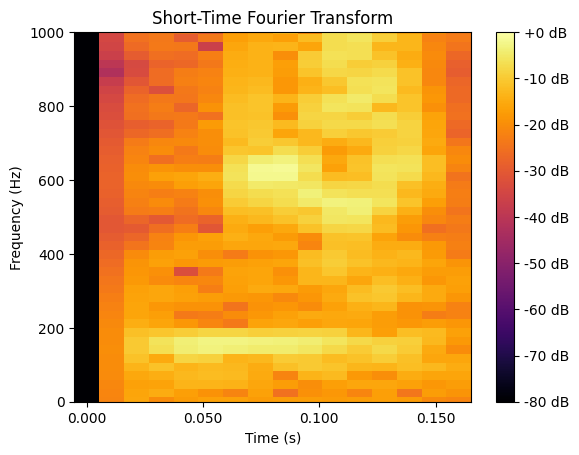 Short-Time Fourier Transform
1000
800
600
400
200
0
Frequency (Hz)
0.000
0.050
0.100
0.150
Time (s)
+0 dB
-10 dB
-20 dB
-30 dB
-40 dB
-50 dB
-60 dB
-70 dB
-80 dB